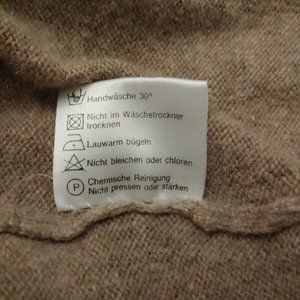 Handwäsche 30°
Nicht im Wäschetrockner
trocknen
Lauwarm bügeln
Nicht bleichen oder chloren
P
Chemische Reinigung
Nicht pressen oder stärken